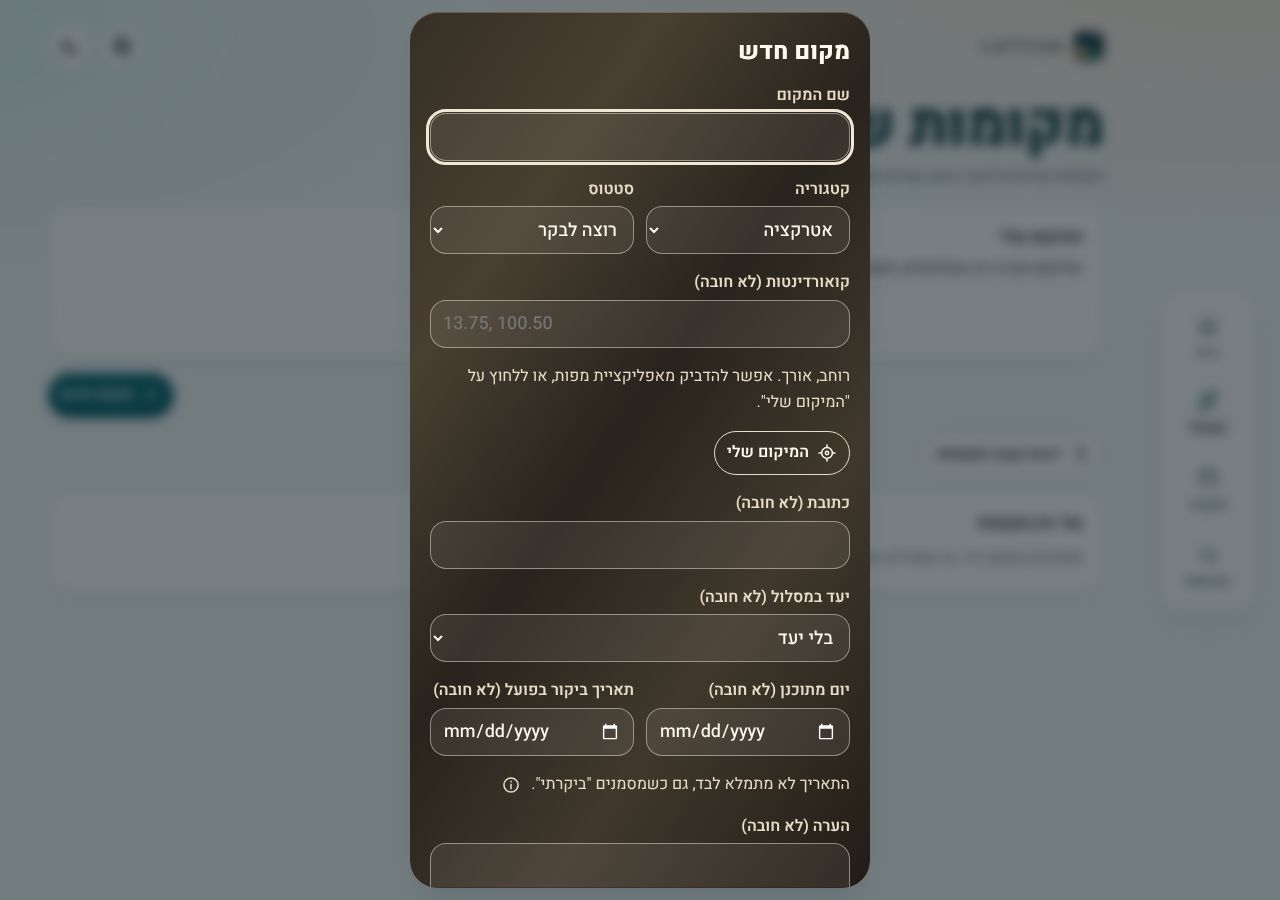 מקום חדש
שם המקום
קטגוריה
סטטוס
אטרקציה
רוצה לבקר
קואורדינטות (לא חובה)
13.75, 100.50
רוחב, אורך. אפשר להדביק מאפליקציית מפות, או ללחוץ על
"המיקום שלי".
המיקום שלי
כתובת (לא חובה)
יעד במסלול (לא חובה)
בלי יעד
יום מתוכנן (לא חובה)
תאריך ביקור בפועל (לא חובה)
mm/dd/yyyy
mm/dd/yyyy
התאריך לא מתמלא לבד, גם כשמסמנים "ביקרתי".
הערה (לא חובה)
מקומות